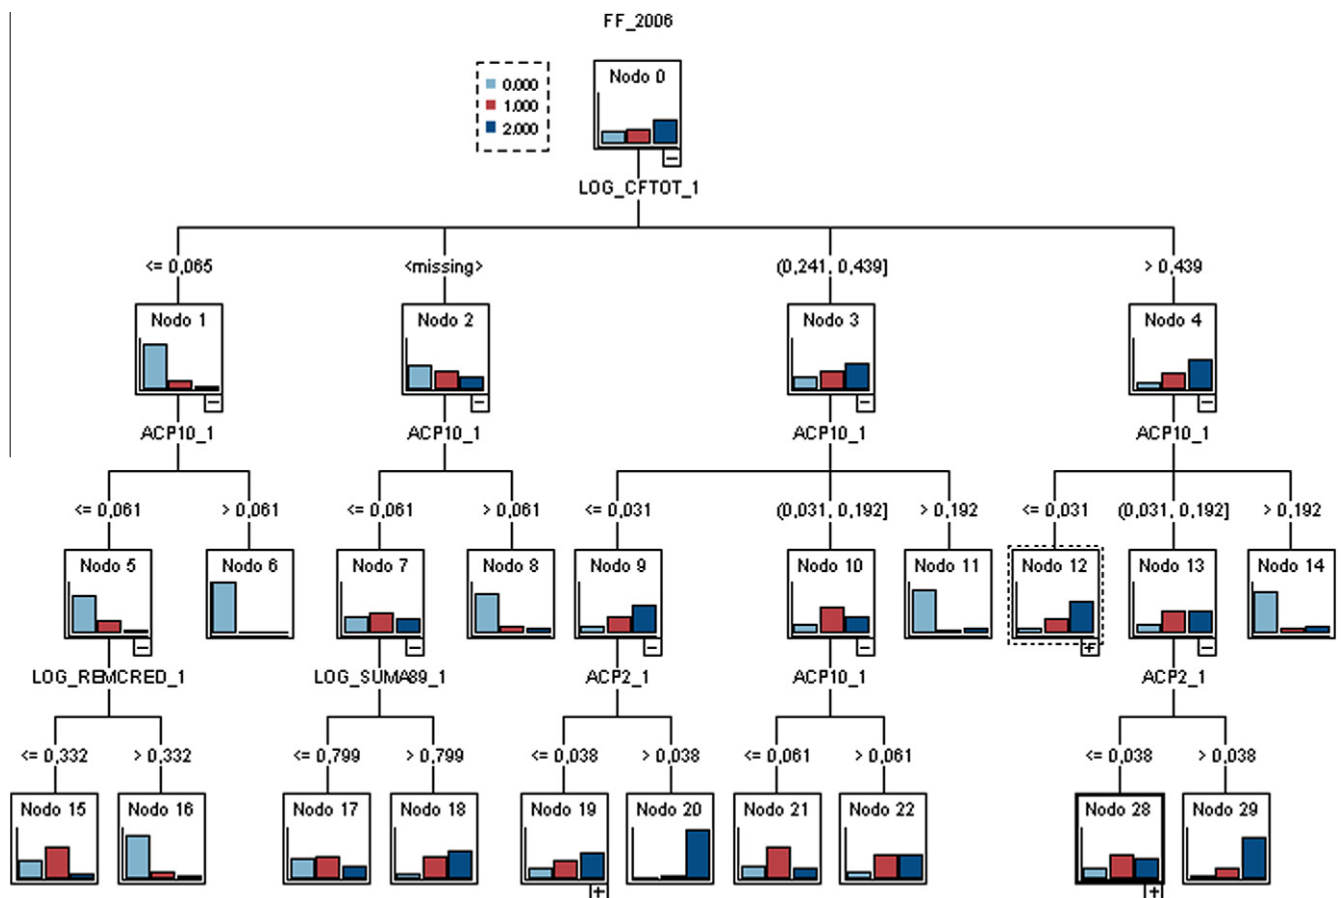 FF_2006
Nodo 0
0.000
1.000
2.000
LOG_CFTOT_1
<= 0,065
<missing>
(0,241, 0,439]
> 0,439
Nodo 1
Nodo 2
Nodo 3
Nodo 4
ACP10_1
ACP10_1
ACP10_1
ACP10_1
<= 0,061
> 0,061
<= 0,061
> 0,061
<= 0,031
(0,031, 0,192]
> 0,192
<= 0,031
(0,031, 0,192]
> 0,192
Nodo 5
Nodo 6
Nodo 7
Nodo 8
Nodo 9
Nodo 10
Nodo 11
Nodo 12
Nodo 13
Nodo 14
LOG_REMCRED_1
LOG_SUMA89_1
ACP2_1
ACP10_1
ACP2_1
<= 0,332
> 0,332
<= 0,799
> 0,799
<= 0,038
> 0,038
<= 0,061
> 0,061
<= 0,038
> 0,038
Nodo 15
Nodo 16
Nodo 17
Nodo 18
Nodo 19
Nodo 20
Nodo 21
Nodo 22
Nodo 28
Nodo 29